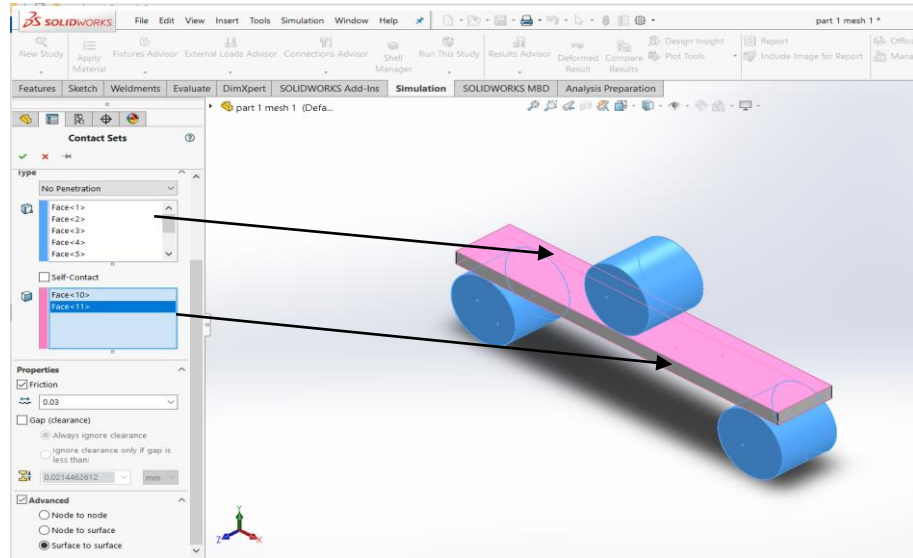 SOLIDWORKS File Edit View Insert Tools Simulation Window Help part 1 mesh 1 *
New Study Apply Material Fixtures Advisor External Loads Advisor Connections Advisor Shell Manager Run This Study Results Advisor Deformed Result Compare Results Design Insight Plot Tools Report Include Image for Report
Features Sketch Weldments Evaluate DimXpert SOLIDWORKS Add-Ins Simulation SOLIDWORKS MBD Analysis Preparation
part 1 mesh 1 (Defa...
Contact Sets
Type
No Penetration
Face<1>
Face<2>
Face<3>
Face<4>
Face<5>
Self-Contact
Face<10>
Face<11>
Properties
Friction
0.03
Gap (clearance)
Always ignore clearance
Ignore clearance only if gap is
less than:
0.0214462612 mm
Advanced
Node to node
Node to surface
Surface to surface
Y
Z X